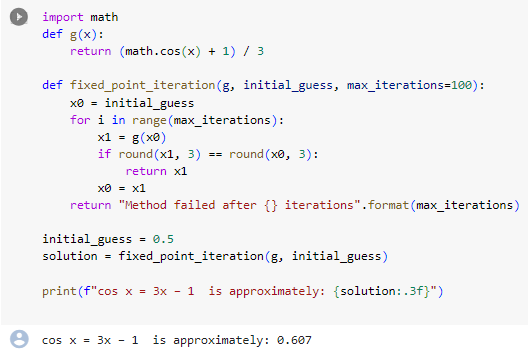 import math
def g(x):
    return (math.cos(x) + 1) / 3

def fixed_point_iteration(g, initial_guess, max_iterations=100):
    x0 = initial_guess
    for i in range(max_iterations):
        x1 = g(x0)
        if round(x1, 3) == round(x0, 3):
            return x1
        x0 = x1
    return "Method failed after {} iterations".format(max_iterations)

initial_guess = 0.5
solution = fixed_point_iteration(g, initial_guess)

print(f"cos x = 3x - 1  is approximately: {solution:.3f}")

cos x = 3x - 1  is approximately: 0.607